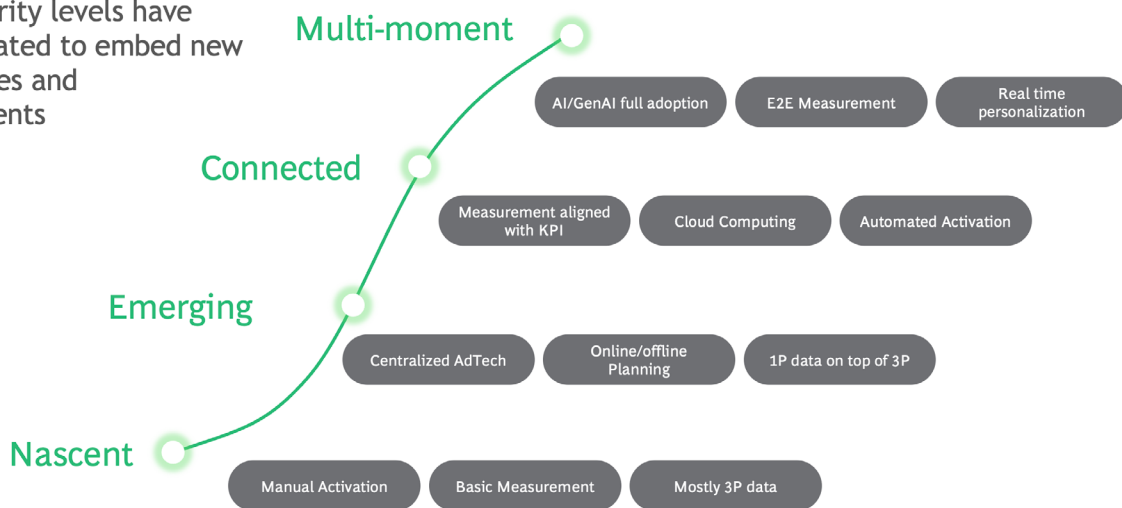 rity levels have
ated to embed new
es and
ents
Multi-moment
AI/GenAI full adoption
E2E Measurement
Real time
personalization
Connected
Measurement aligned
with KPI
Cloud Computing
Automated Activation
Emerging
Centralized AdTech
Online/offline
Planning
1P data on top of 3P
Nascent
Manual Activation
Basic Measurement
Mostly 3P data